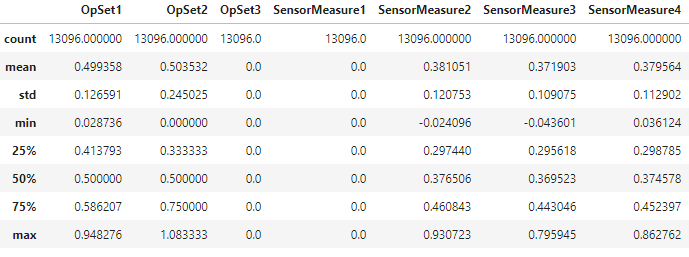 OpSet1 OpSet2 OpSet3 SensorMeasure1 SensorMeasure2 SensorMeasure3 SensorMeasure4
count 13096.000000 13096.000000 13096.0 13096.0 13096.000000 13096.000000 13096.000000
mean 0.499358 0.503532 0.0 0.0 0.381051 0.371903 0.379564
std 0.126591 0.245025 0.0 0.0 0.120753 0.109075 0.112902
min 0.028736 0.000000 0.0 0.0 -0.024096 -0.043601 0.036124
25% 0.413793 0.333333 0.0 0.0 0.297440 0.295618 0.298785
50% 0.500000 0.500000 0.0 0.0 0.376506 0.369523 0.374578
75% 0.586207 0.750000 0.0 0.0 0.460843 0.443046 0.452397
max 0.948276 1.083333 0.0 0.0 0.930723 0.795945 0.862762